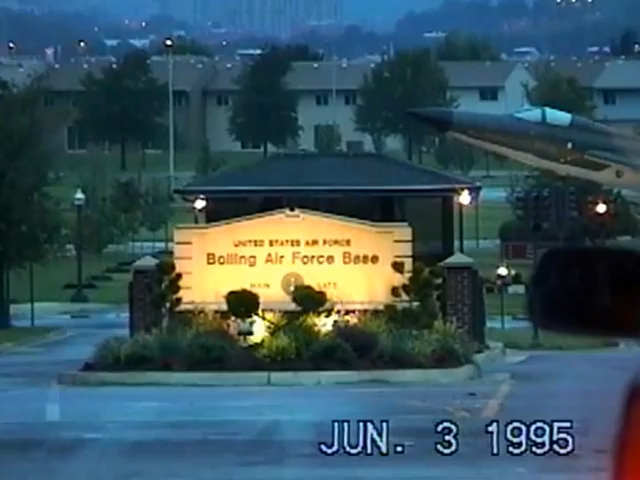 UNITED STATES AIR FORCE
Bolling Air Force Base
MAIN GATE
JUN. 3 1995